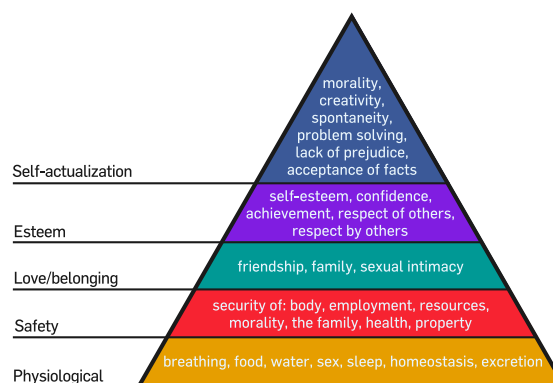 morality,
creativity,
spontaneity,
problem solving,
lack of prejudice,
acceptance of facts
Self-actualization
self-esteem, confidence,
achievement, respect of others,
respect by others
Esteem
friendship, family, sexual intimacy
Love/belonging
security of: body, employment, resources,
morality, the family, health, property
Safety
breathing, food, water, sex, sleep, homeostasis, excretion
Physiological